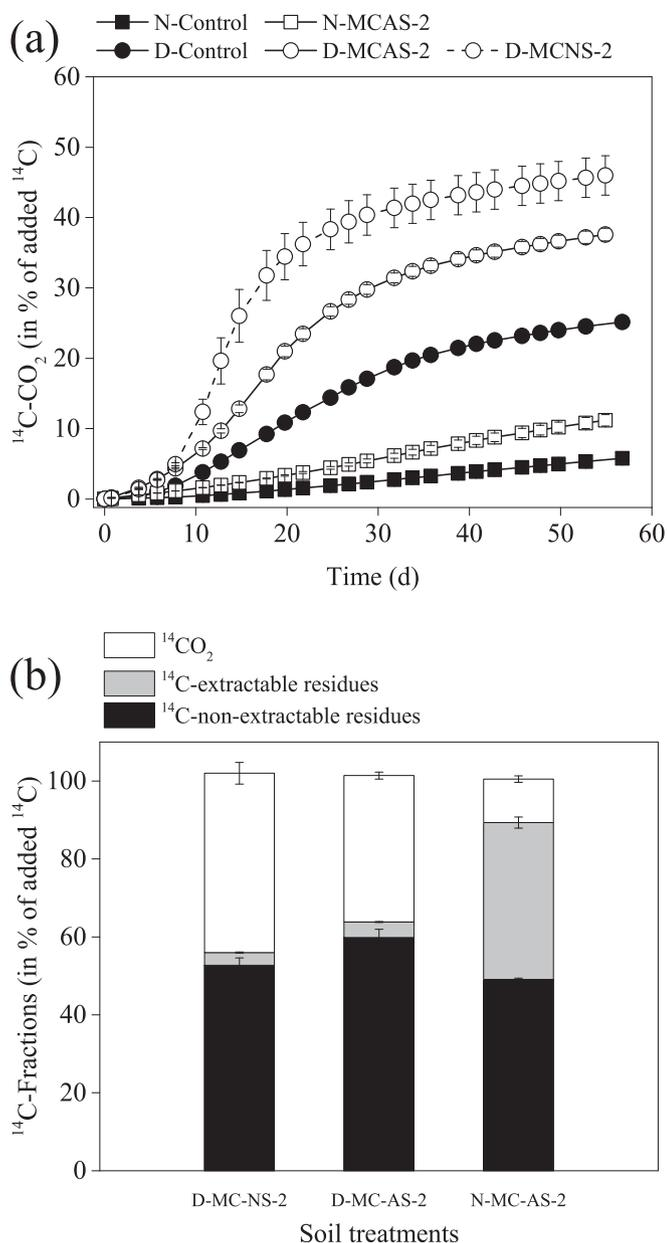 (a)
N-Control N-MCAS-2
D-Control D-MCAS-2 D-MCNS-2
60
50
40
30
20
10
0
¹⁴C-CO₂ (in % of added ¹⁴C)
0 10 20 30 40 50 60
Time (d)
(b)
¹⁴CO₂
¹⁴C-extractable residues
¹⁴C-non-extractable residues
100
80
60
40
20
0
¹⁴C-Fractions (in % of added ¹⁴C)
D-MC-NS-2 D-MC-AS-2 N-MC-AS-2
Soil treatments